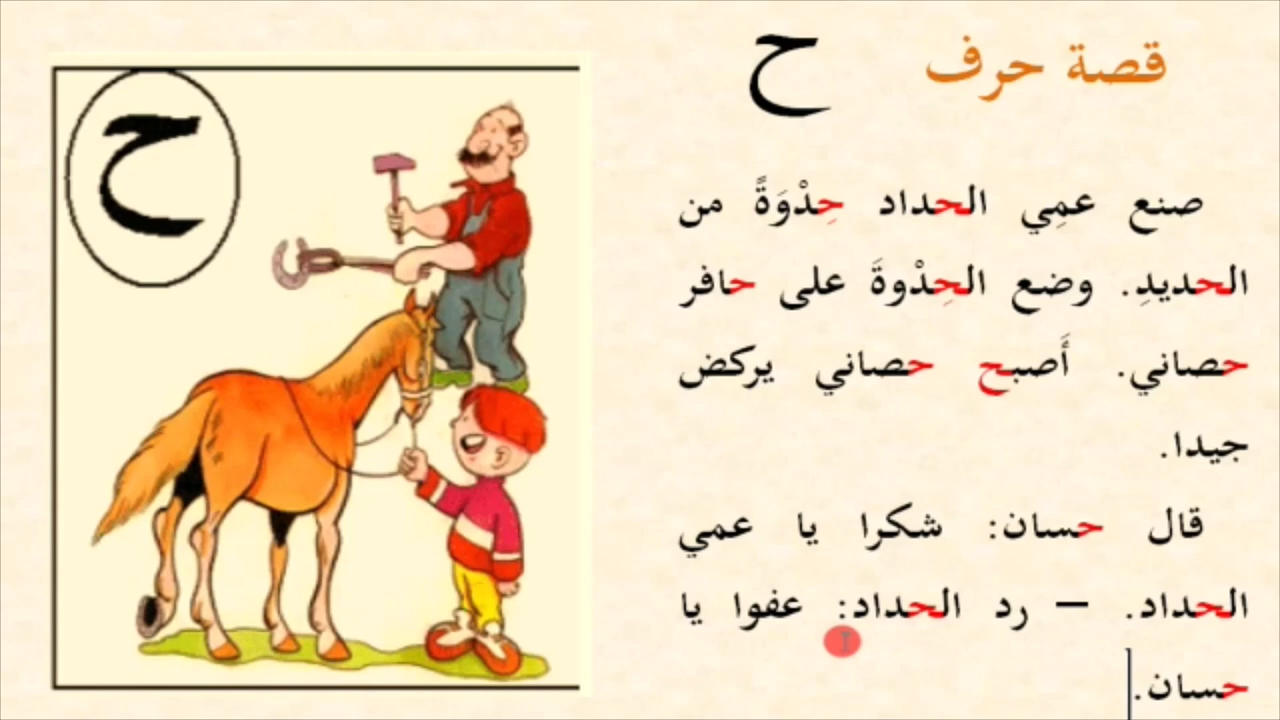 قصة حرف ح
ح
صنع عمِي الحداد حِدْوَةً من
الحديدِ. وضع الحِدْوةَ على حافر
حصاني. أَصبح حصاني يركض
جيدا.
قال حسان: شكرا يا عمي
الحداد. – رد الحداد: عفوا يا
حسان.